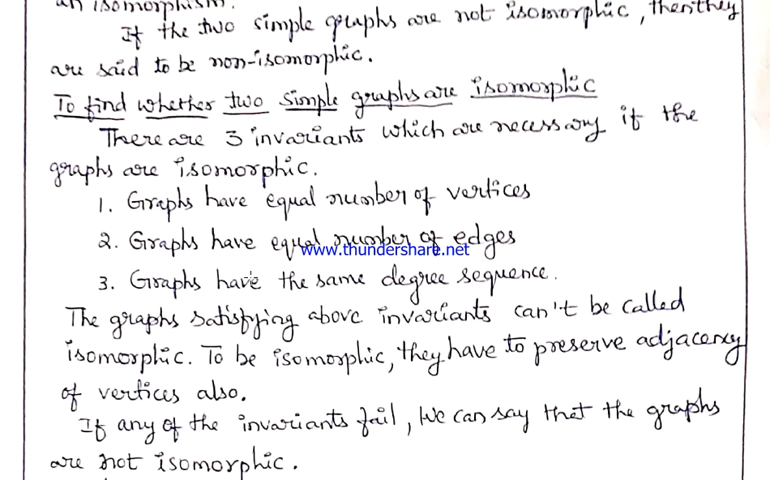 an isomorphism.
If the two simple graphs are not isomorphic, then they
are said to be non-isomorphic.
To find whether two simple graphs are isomorphic
There are 3 invariants which are necessary if the
graphs are isomorphic.
1. Graphs have equal number of vertices
2. Graphs have equal number of edges
www.thundershare.net
3. Graphs have the same degree sequence.
The graphs satisfying above invariants can't be called
isomorphic. To be isomorphic, they have to preserve adjacency
of vertices also.
If any of the invariants fail, We can say that the graphs
are not isomorphic.